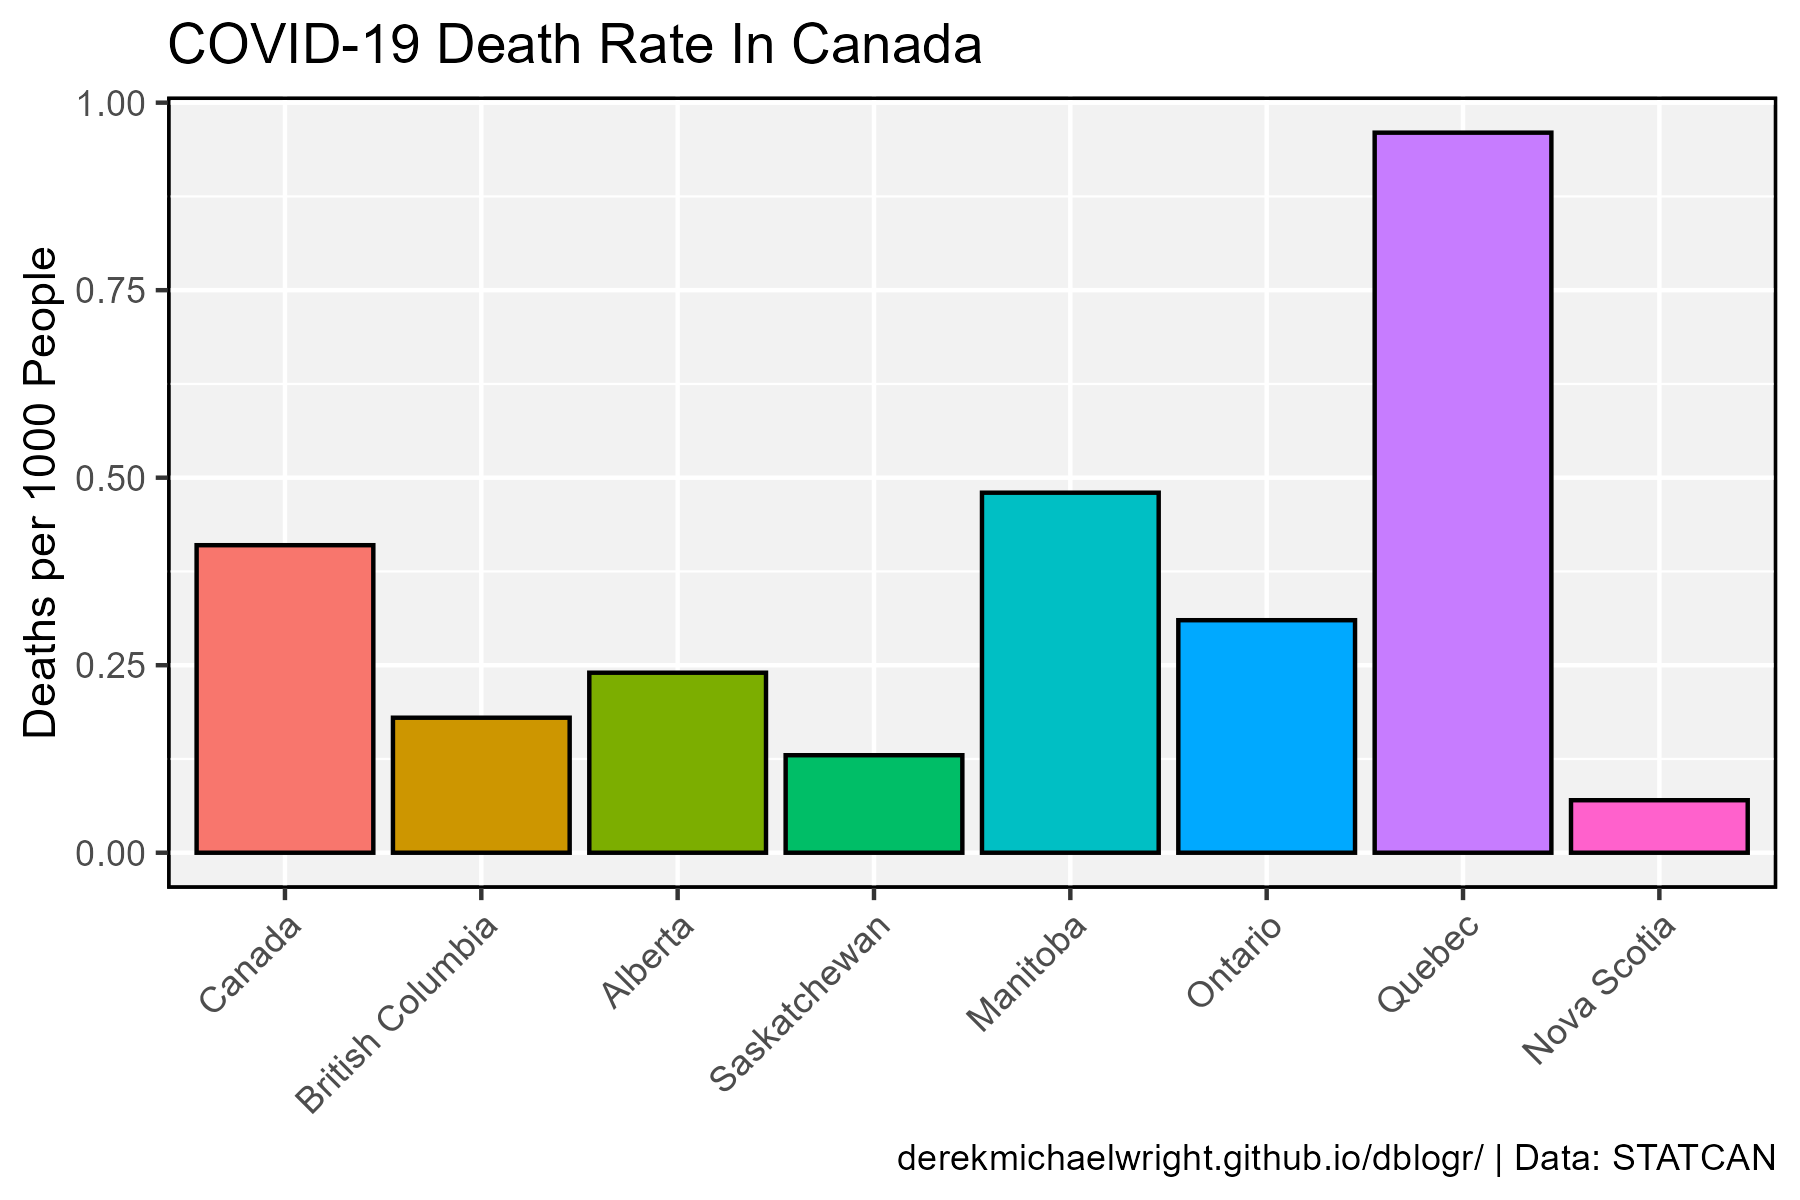 COVID-19 Death Rate In Canada
Deaths per 1000 People
1.00
0.75
0.50
0.25
0.00
Canada
British Columbia
Alberta
Saskatchewan
Manitoba
Ontario
Quebec
Nova Scotia
derekmichaelwright.github.io/dblogr/ | Data: STATCAN